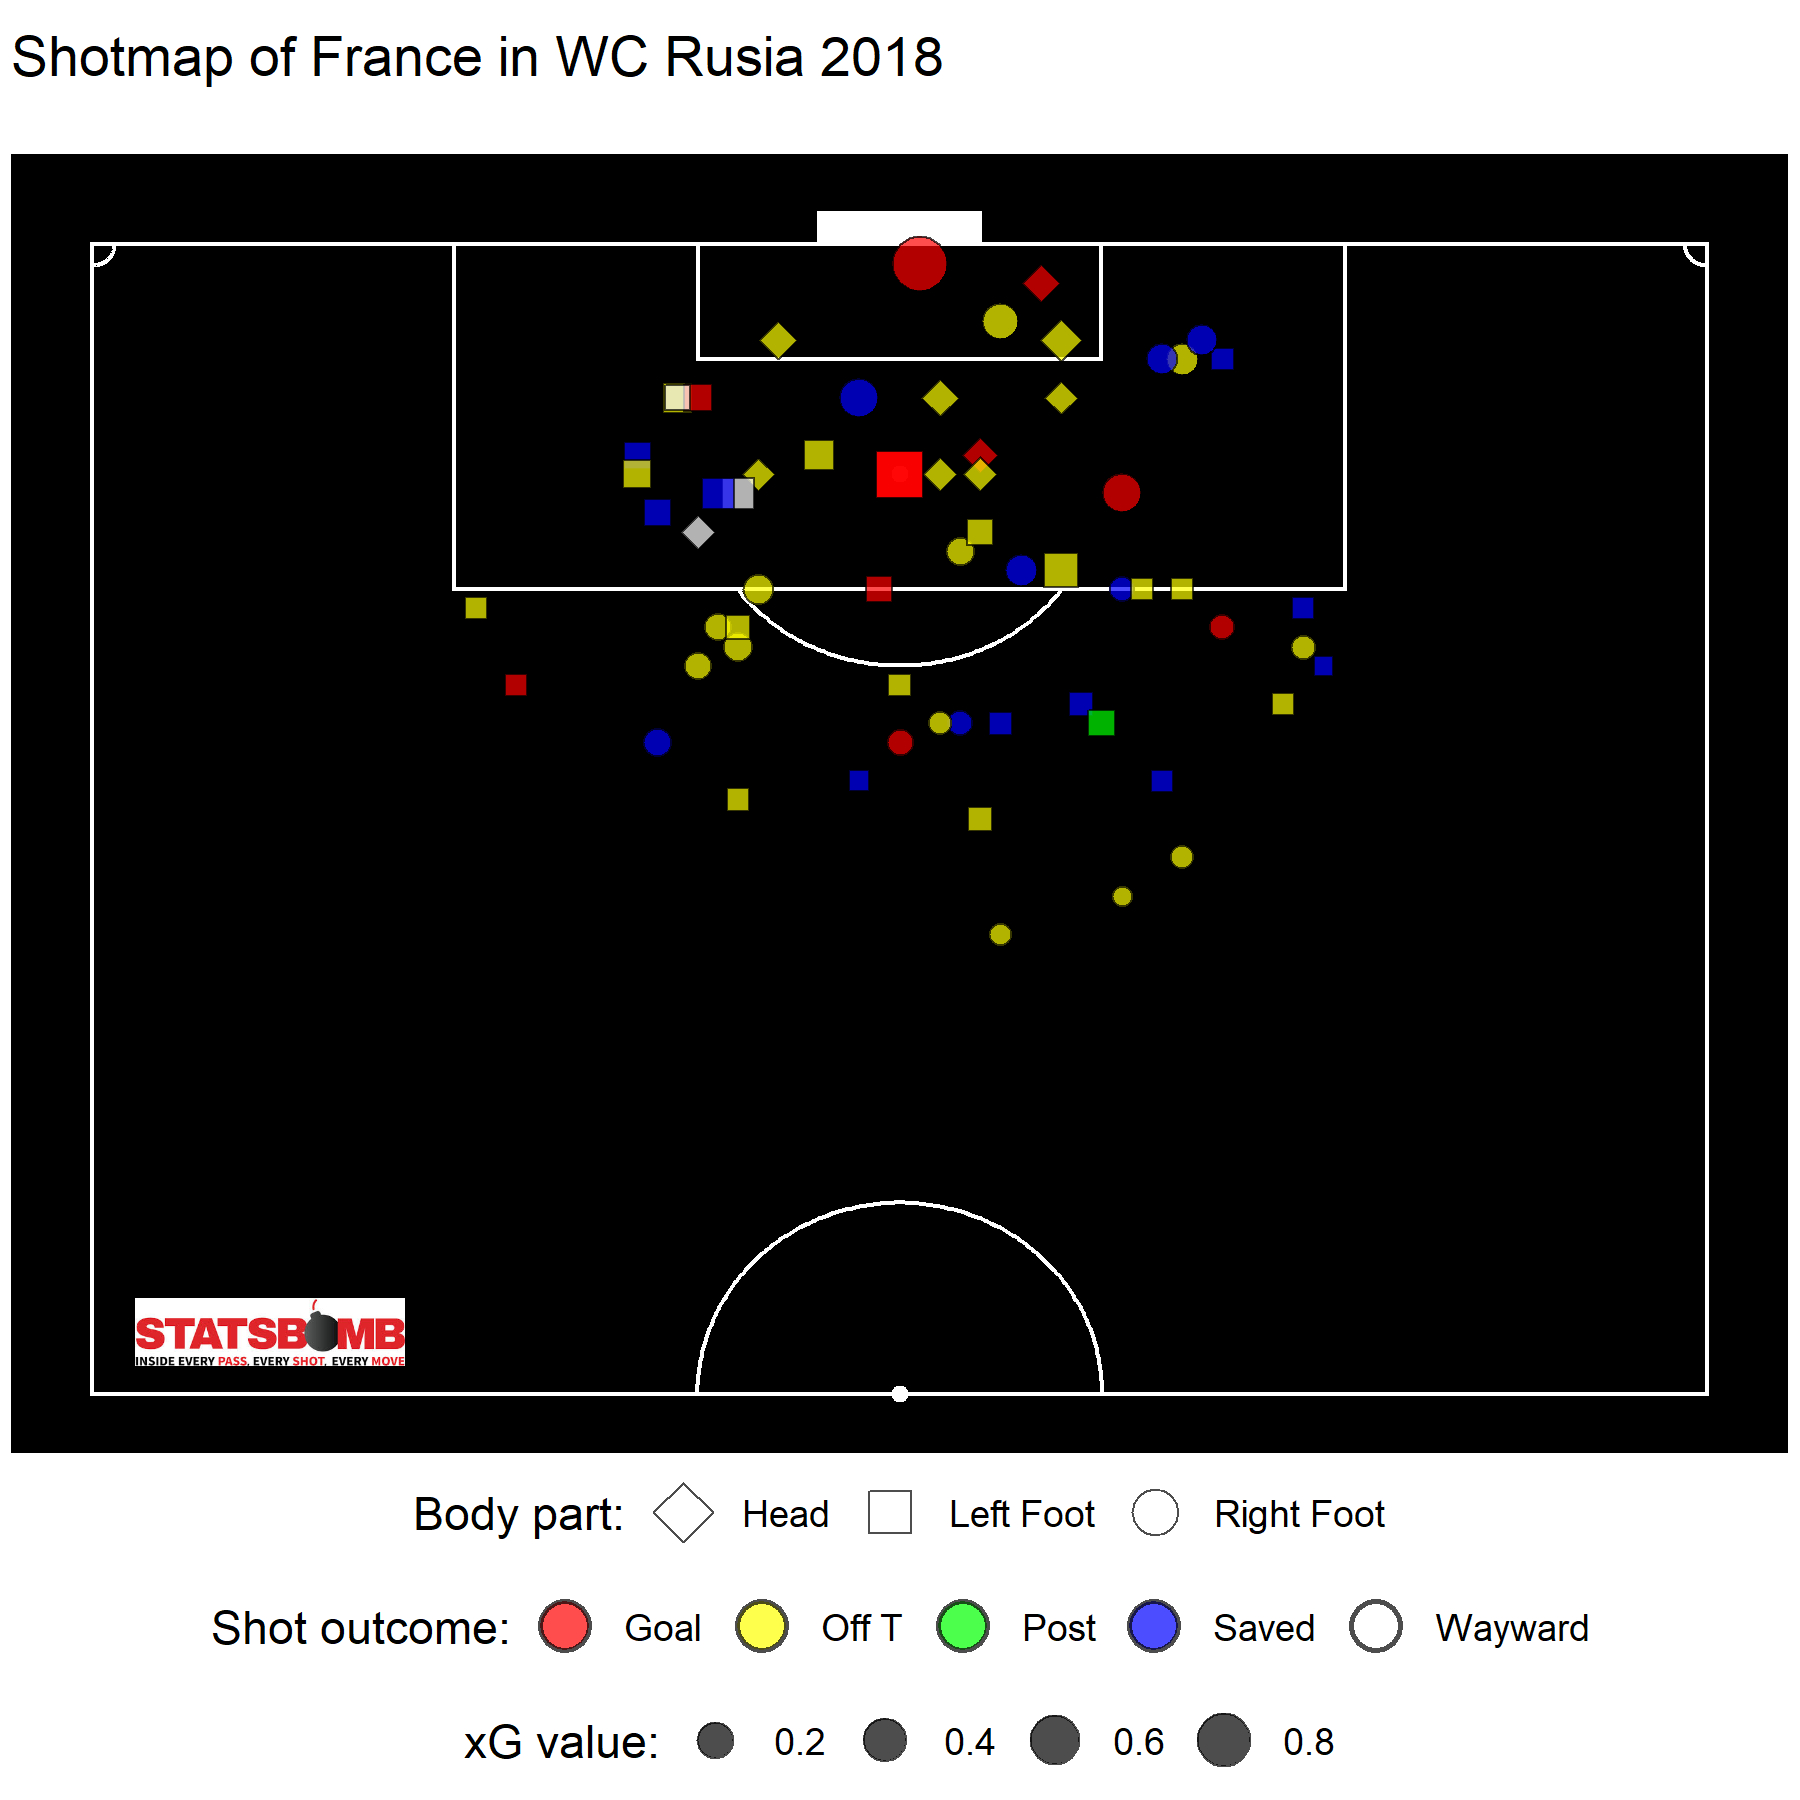 Shotmap of France in WC Rusia 2018
STATSBOMB
INSIDE EVERY PASS, EVERY SHOT, EVERY MOVE
Body part: Head Left Foot Right Foot
Shot outcome: Goal Off T Post Saved Wayward
xG value: 0.2 0.4 0.6 0.8